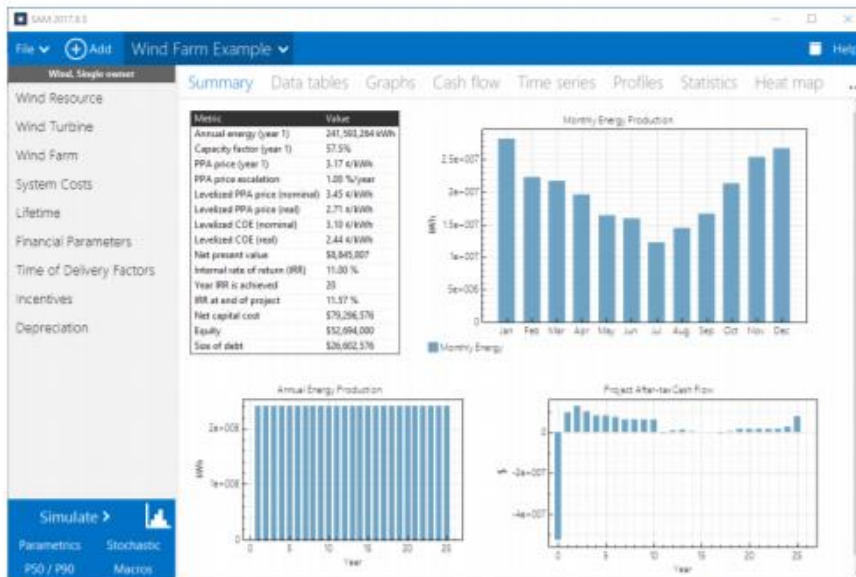 SAM 2017.9.5
File Add Wind Farm Example Help
Wind, Single owner
Wind Resource
Wind Turbine
Wind Farm
System Costs
Lifetime
Financial Parameters
Time of Delivery Factors
Incentives
Depreciation
Simulate >
Parametrics Stochastic
P50 / P90 Macros
Summary Data tables Graphs Cash flow Time series Profiles Statistics Heat map ...
Metric Value
Annual energy (year 1) 241,593,264 kWh
Capacity factor (year 1) 57.5%
PPA price (year 1) 3.17 ¢/kWh
PPA price escalation 1.00 %/year
Levelized PPA price (nominal) 3.45 ¢/kWh
Levelized PPA price (real) 2.71 ¢/kWh
Levelized COE (nominal) 3.10 ¢/kWh
Levelized COE (real) 2.44 ¢/kWh
Net present value $8,845,007
Internal rate of return (IRR) 11.00 %
Year IRR is achieved 20
IRR at end of project 11.57 %
Net capital cost $79,296,576
Equity $52,694,000
Size of debt $26,602,576
Monthly Energy Production
kWh
2.5e+007
2e+007
1.5e+007
1e+007
5e+006
0
Jan Feb Mar Apr May Jun Jul Aug Sep Oct Nov Dec
Monthly Energy
Annual Energy Production
kWh
2e+008
1e+008
0
0 5 10 15 20 25
Year
Project After-tax Cash Flow
$
0
-2e+007
-4e+007
0 5 10 15 20 25
Year